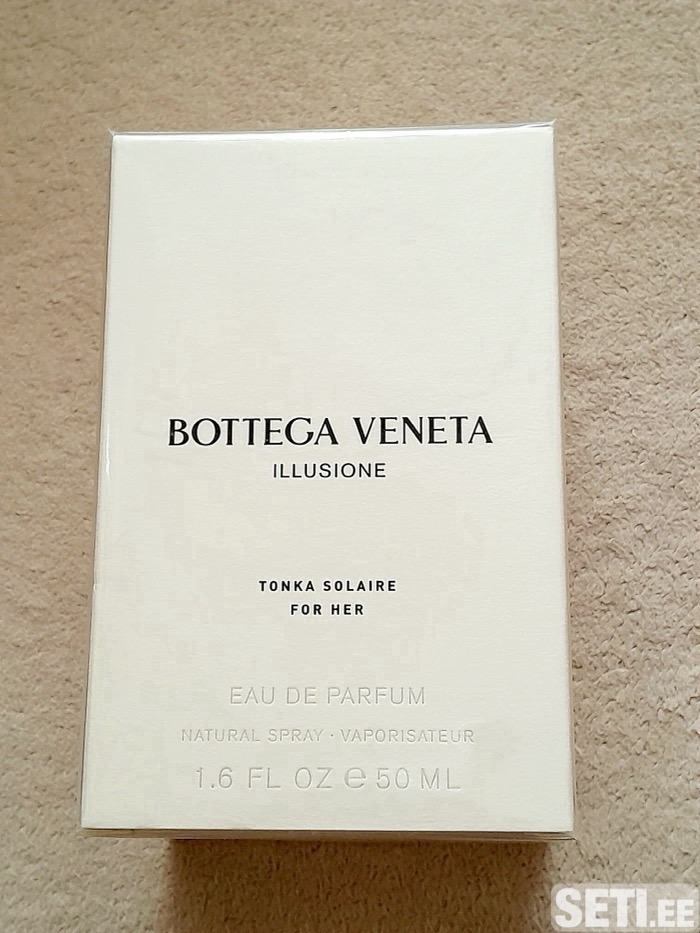 BOTTEGA VENETA
ILLUSIONE
TONKA SOLAIRE
FOR HER
EAU DE PARFUM
NATURAL SPRAY · VAPORISATEUR
1.6 FL OZ ℮ 50 ML
SETI.EE